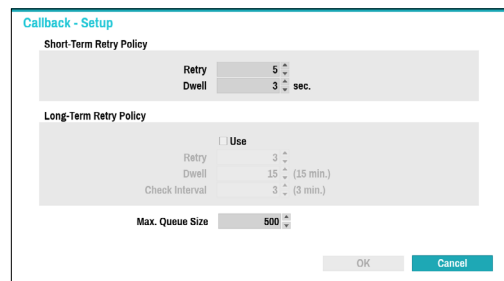 Callback - Setup
Short-Term Retry Policy
Retry 5
Dwell 3 sec.
Long-Term Retry Policy
Use
Retry 3
Dwell 15 (15 min.)
Check Interval 3 (3 min.)
Max. Queue Size 500
OK Cancel